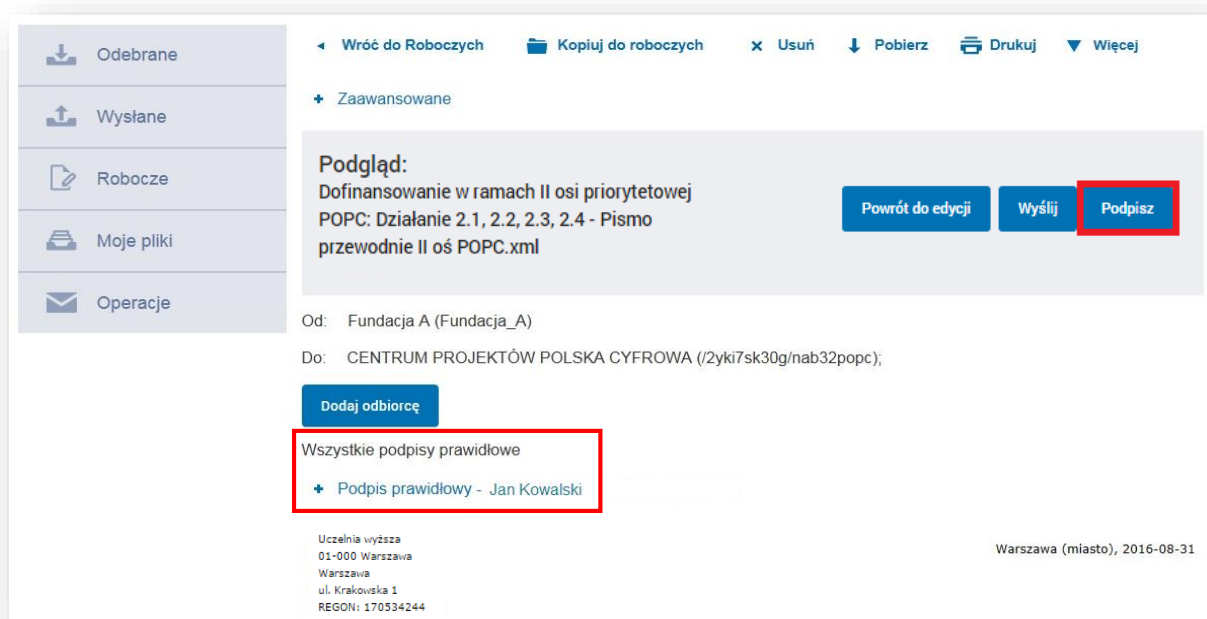 Odebrane
Wysłane
Robocze
Moje pliki
Operacje
Wróć do Roboczych Kopiuj do roboczych Usuń Pobierz Drukuj Więcej
Zaawansowane
Podgląd:
Dofinansowanie w ramach II osi priorytetowej
POPC: Działanie 2.1, 2.2, 2.3, 2.4 - Pismo
przewodnie II oś POPC.xml
Powrót do edycji Wyślij Podpisz
Od: Fundacja A (Fundacja_A)
Do: CENTRUM PROJEKTÓW POLSKA CYFROWA (/2yki7sk30g/nab32popc);
Dodaj odbiorcę
Wszystkie podpisy prawidłowe
Podpis prawidłowy - Jan Kowalski
Uczelnia wyższa
01-000 Warszawa
Warszawa
ul. Krakowska 1
REGON: 170534244
Warszawa (miasto), 2016-08-31